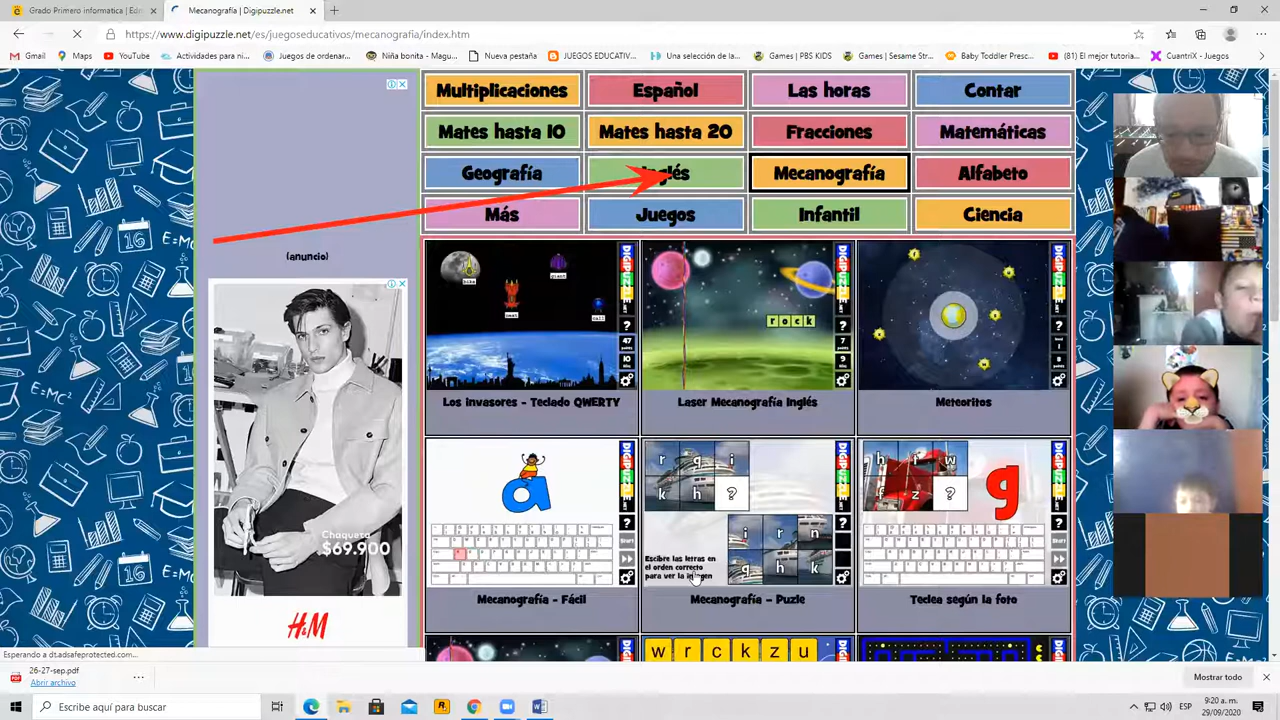 Grado Primero informatica | Edn
Mecanografía | Digipuzzle.net
https://www.digipuzzle.net/es/juegoseducativos/mecanografia/index.htm
Gmail
Maps
YouTube
Actividades para ni...
Juegos de ordenar...
Niña bonita - magu...
Nueva pestaña
JUEGOS EDUCATIV...
Una selección de la...
Games | PBS KIDS
Games | Sesame Str...
Baby Toddler Presc...
(81) El mejor tutoria...
CuantriX - Juegos
Multiplicaciones
Español
Las horas
Contar
Mates hasta 10
Mates hasta 20
Fracciones
Matemáticas
Geografía
Inglés
Mecanografía
Alfabeto
Más
Juegos
Infantil
Ciencia
(anuncio)
Chaqueta
$69.900
H&M
rock
Los invasores - Teclado QWERTY
Laser Mecanografía Inglés
Meteoritos
a
r g i
k h ?
i r n
g h k
Escribe las letras en
el orden correcto
para ver la imagen
g
Mecanografía - Fácil
Mecanografía - Puzle
Teclea según la foto
w r c k z u
Esperando a dt.adsafeprotected.com...
26-27-sep.pdf
Abrir archivo
Mostrar todo
Escribe aquí para buscar
ESP
9:20 a. m.
29/09/2020